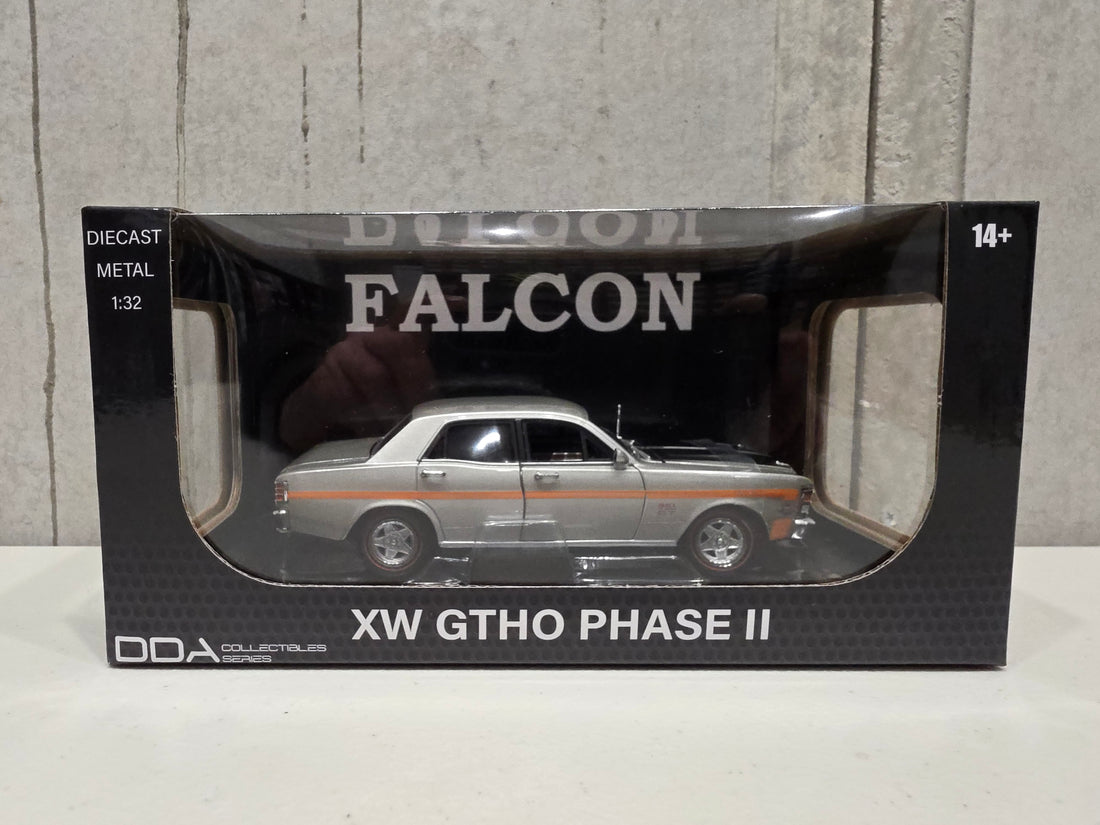 DIECAST
METAL
1:32
14+
FALCON
XW GTHO PHASE II
DDA COLLECTIBLES
SERIES